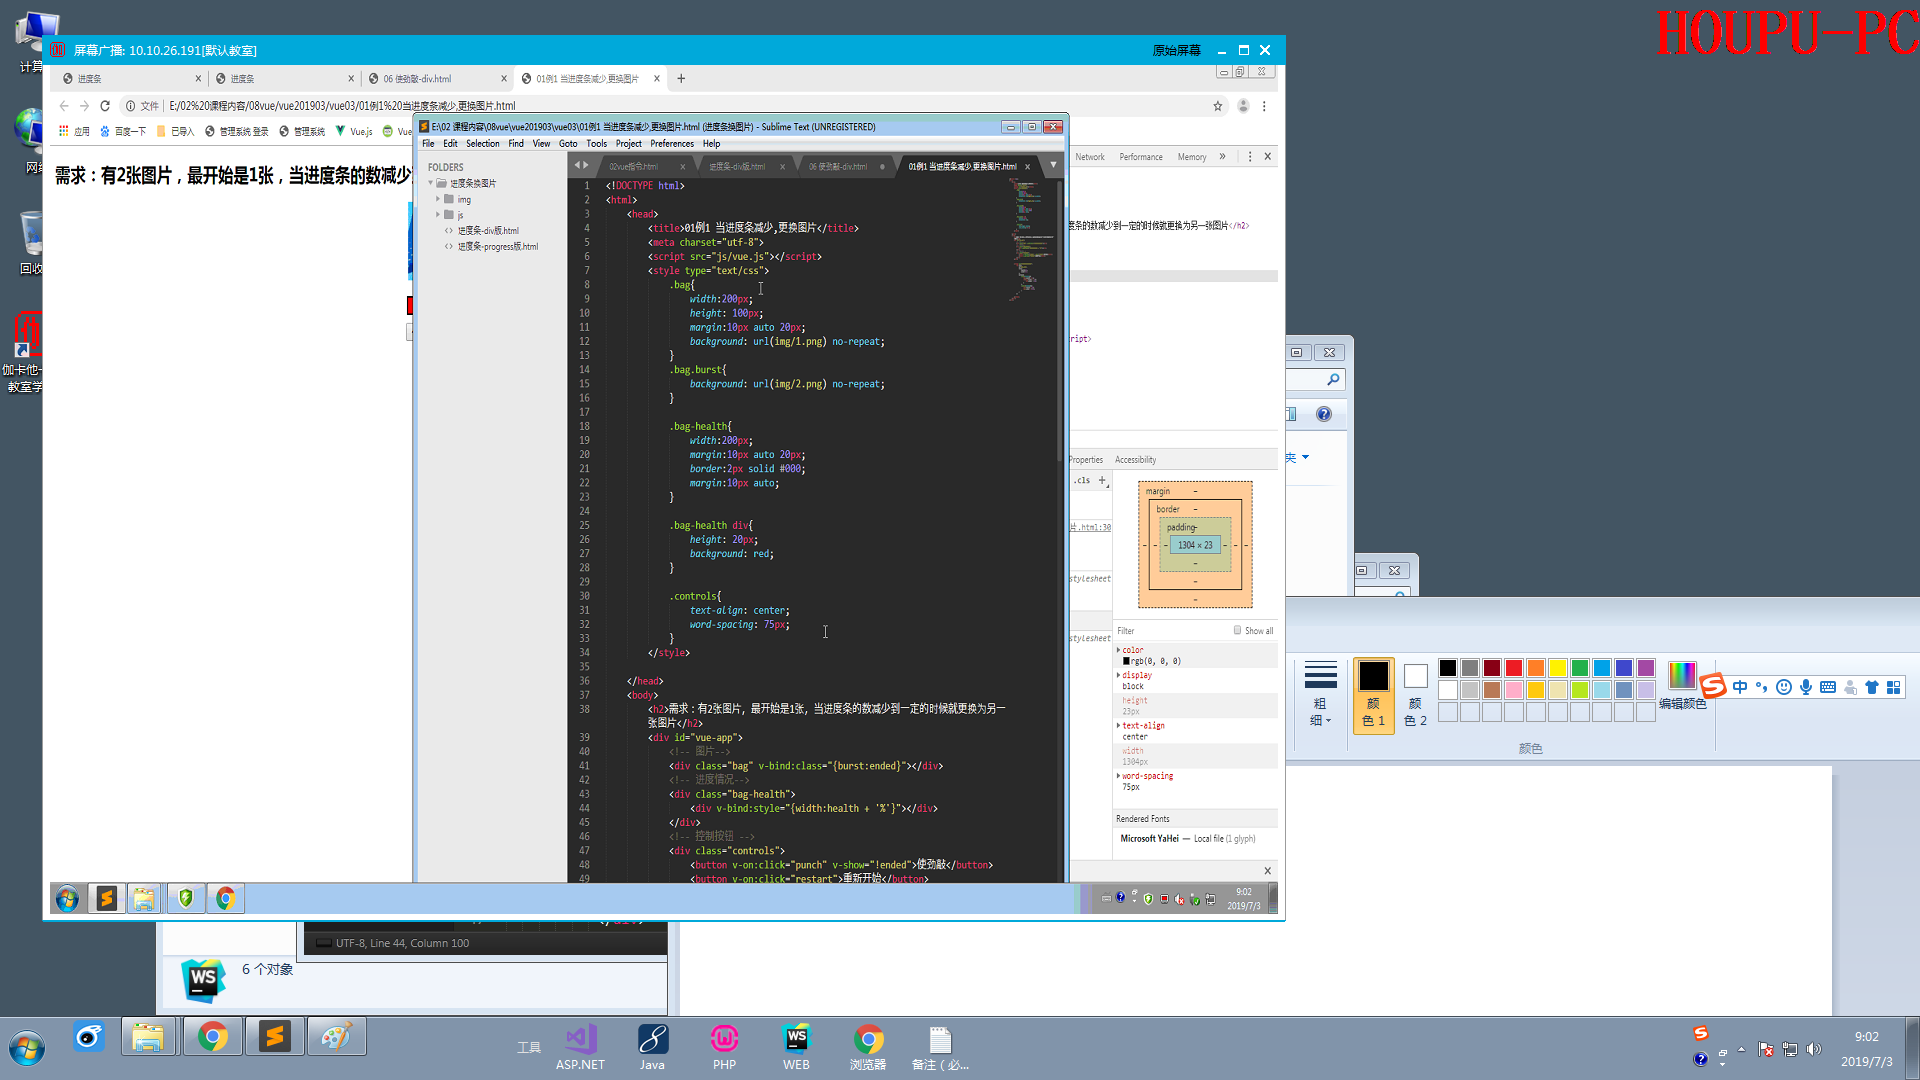 HOUPU-PC
屏幕广播: 10.10.26.191[默认教室]
原始屏幕
进度条
进度条
06 使劲敲-div.html
01例1 当进度条减少,更换图片
文件
E:/02%20课程内容/08vue/vue201903/vue03/01例1%20当进度条减少,更换图片.html
应用
百度一下
已导入
管理系统 登录
管理系统
Vue.js
Vue
需求：有2张图片，最开始是1张，当进度条的数减少
E:\02 课程内容\08vue\vue201903\vue03\01例1 当进度条减少,更换图片.html (进度条换图片) - Sublime Text (UNREGISTERED)
File Edit Selection Find View Goto Tools Project Preferences Help
FOLDERS
进度条换图片
img
js
进度条-div版.html
进度条-progress版.html
02vue指令.html
进度条-div版.html
06 使劲敲-div.html
01例1 当进度条减少,更换图片.html
1 <!DOCTYPE html>
2 <html>
3 <head>
4 <title>01例1 当进度条减少,更换图片</title>
5 <meta charset="utf-8">
6 <script src="js/vue.js"></script>
7 <style type="text/css">
8 .bag{
9 width:200px;
10 height: 100px;
11 margin:10px auto 20px;
12 background: url(img/1.png) no-repeat;
13 }
14 .bag.burst{
15 background: url(img/2.png) no-repeat;
16 }
17
18 .bag-health{
19 width:200px;
20 margin:10px auto 20px;
21 border:2px solid #000;
22 margin:10px auto;
23 }
24
25 .bag-health div{
26 height: 20px;
27 background: red;
28 }
29
30 .controls{
31 text-align: center;
32 word-spacing: 75px;
33 }
34 </style>
35
36 </head>
37 <body>
38 <h2>需求：有2张图片, 最开始是1张, 当进度条的数减少到一定的时候就更换为另一
张图片</h2>
39 <div id="vue-app">
40 <!-- 图片-->
41 <div class="bag" v-bind:class="{burst:ended}"></div>
42 <!-- 进度情况-->
43 <div class="bag-health">
44 <div v-bind:style="{width:health + '%'}"></div>
45 </div>
46 <!-- 控制按钮 -->
47 <div class="controls">
48 <button v-on:click="punch" v-show="!ended">使劲敲</button>
49 <button v-on:click="restart">重新开始</button>
Network Performance Memory »
度条的数减少到一定的时候就更换为另一张图片</h2>
ript>
Properties Accessibility
.cls
片.html:30
stylesheet
stylesheet
margin
border
padding
1304 × 23
Filter
Show all
color
rgb(0, 0, 0)
display
block
height
23px
text-align
center
width
1304px
word-spacing
75px
Rendered Fonts
Microsoft YaHei — Local file (1 glyph)
9:02
2019/7/3
计算
网络
回收
伽卡他
教室学
夹
粗
细
颜
色 1
颜
色 2
编辑颜色
颜色
中
UTF-8, Line 44, Column 100
WS
6 个对象
工具
ASP.NET
Java
PHP
WS
WEB
浏览器
备注（必...
9:02
2019/7/3